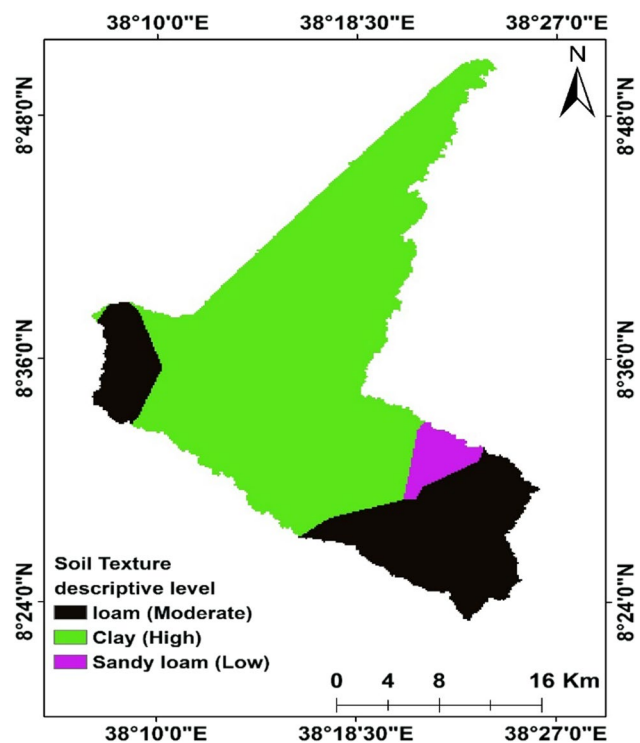 38°10'0"E 38°18'30"E 38°27'0"E
N
8°48'0"N 8°48'0"N
8°36'0"N 8°36'0"N
8°24'0"N 8°24'0"N
Soil Texture
descriptive level
loam (Moderate)
Clay (High)
Sandy loam (Low)
0 4 8 16 Km
38°10'0"E 38°18'30"E 38°27'0"E